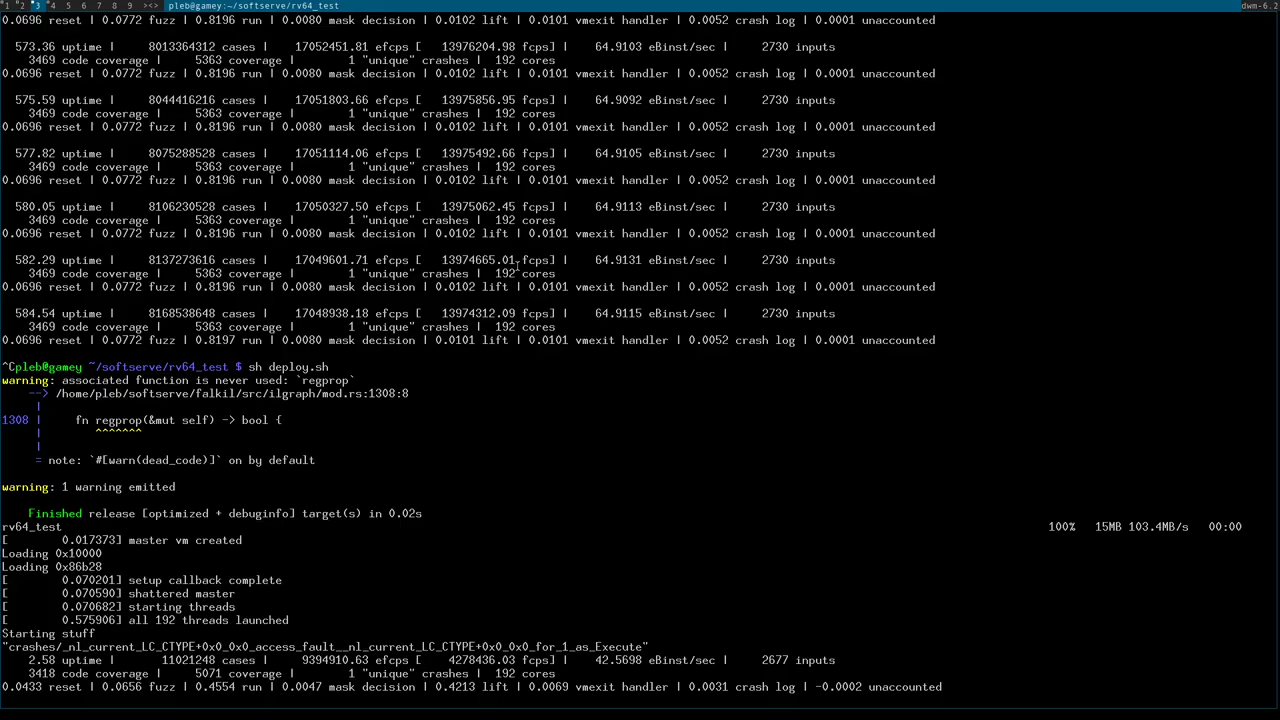 1 2 3 4 5 6 7 8 9 ><> pleb@gamey ~/softserve/rv64_test dwm-6.2
0.0696 reset | 0.0772 fuzz | 0.8196 run | 0.0080 mask decision | 0.0102 lift | 0.0101 vmexit handler | 0.0052 crash log | 0.0001 unaccounted
573.36 uptime | 8013364312 cases | 17052451.81 efcps [ 13976204.98 fcps] | 64.9103 eBinst/sec | 2730 inputs
3469 code coverage | 5363 coverage | 1 "unique" crashes | 192 cores
0.0696 reset | 0.0772 fuzz | 0.8196 run | 0.0080 mask decision | 0.0102 lift | 0.0101 vmexit handler | 0.0052 crash log | 0.0001 unaccounted
575.59 uptime | 8044416216 cases | 17051803.66 efcps [ 13975856.95 fcps] | 64.9092 eBinst/sec | 2730 inputs
3469 code coverage | 5363 coverage | 1 "unique" crashes | 192 cores
0.0696 reset | 0.0772 fuzz | 0.8196 run | 0.0080 mask decision | 0.0102 lift | 0.0101 vmexit handler | 0.0052 crash log | 0.0001 unaccounted
577.82 uptime | 8075288528 cases | 17051114.06 efcps [ 13975492.66 fcps] | 64.9105 eBinst/sec | 2730 inputs
3469 code coverage | 5363 coverage | 1 "unique" crashes | 192 cores
0.0696 reset | 0.0772 fuzz | 0.8196 run | 0.0080 mask decision | 0.0102 lift | 0.0101 vmexit handler | 0.0052 crash log | 0.0001 unaccounted
580.05 uptime | 8106230528 cases | 17050327.50 efcps [ 13975062.45 fcps] | 64.9113 eBinst/sec | 2730 inputs
3469 code coverage | 5363 coverage | 1 "unique" crashes | 192 cores
0.0696 reset | 0.0772 fuzz | 0.8196 run | 0.0080 mask decision | 0.0102 lift | 0.0101 vmexit handler | 0.0052 crash log | 0.0001 unaccounted
582.29 uptime | 8137273616 cases | 17049601.71 efcps [ 13974665.01 fcps] | 64.9131 eBinst/sec | 2730 inputs
3469 code coverage | 5363 coverage | 1 "unique" crashes | 192 cores
0.0696 reset | 0.0772 fuzz | 0.8196 run | 0.0080 mask decision | 0.0102 lift | 0.0101 vmexit handler | 0.0052 crash log | 0.0001 unaccounted
584.54 uptime | 8168538648 cases | 17048938.18 efcps [ 13974312.09 fcps] | 64.9115 eBinst/sec | 2730 inputs
3469 code coverage | 5363 coverage | 1 "unique" crashes | 192 cores
0.0696 reset | 0.0772 fuzz | 0.8197 run | 0.0080 mask decision | 0.0102 lift | 0.0101 vmexit handler | 0.0052 crash log | 0.0001 unaccounted
^Cpleb@gamey ~/softserve/rv64_test $ sh deploy.sh
warning: associated function is never used: `regprop`
--> /home/pleb/softserve/falkil/src/ilgraph/mod.rs:1308:8
|
1308 | fn regprop(&mut self) -> bool {
| ^^^^^^^
|
= note: `#[warn(dead_code)]` on by default
warning: 1 warning emitted
Finished release [optimized + debuginfo] target(s) in 0.02s
rv64_test 100% 15MB 103.4MB/s 00:00
[ 0.017373] master vm created
Loading 0x10000
Loading 0x86b28
[ 0.070201] setup callback complete
[ 0.070590] shattered master
[ 0.070682] starting threads
[ 0.575906] all 192 threads launched
Starting stuff
"crashes/_nl_current_LC_CTYPE+0x0_0x0_access_fault__nl_current_LC_CTYPE+0x0_0x0_for_1_as_Execute"
2.58 uptime | 11021248 cases | 9394910.63 efcps [ 4278436.03 fcps] | 42.5698 eBinst/sec | 2677 inputs
3418 code coverage | 5071 coverage | 1 "unique" crashes | 192 cores
0.0433 reset | 0.0656 fuzz | 0.4554 run | 0.0047 mask decision | 0.4213 lift | 0.0069 vmexit handler | 0.0031 crash log | -0.0002 unaccounted